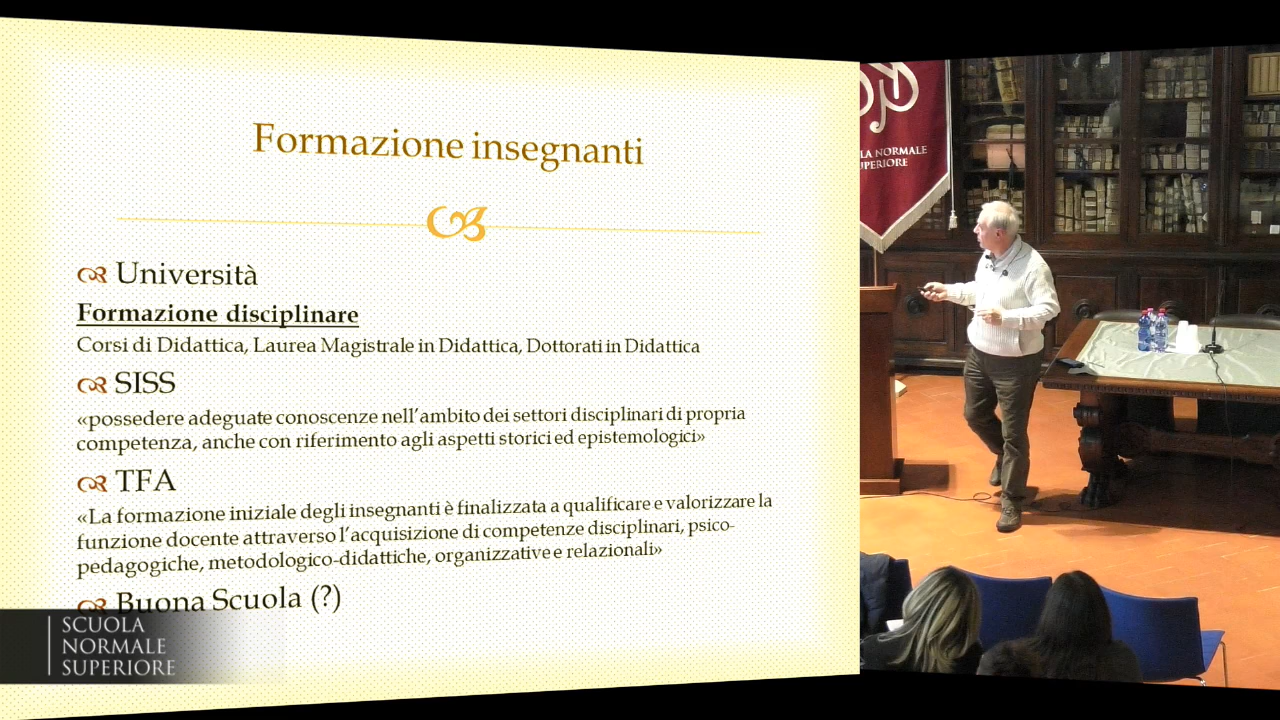 Formazione insegnanti
Università
Formazione disciplinare
Corsi di Didattica, Laurea Magistrale in Didattica, Dottorati in Didattica
SISS
«possedere adeguate conoscenze nell'ambito dei settori disciplinari di propria
competenza, anche con riferimento agli aspetti storici ed epistemologici»
TFA
«La formazione iniziale degli insegnanti è finalizzata a qualificare e valorizzare la
funzione docente attraverso l'acquisizione di competenze disciplinari, psico-
pedagogiche, metodologico-didattiche, organizzative e relazionali»
Buona Scuola (?)
SCUOLA
NORMALE
SUPERIORE
LA NORMALE
PERIORE